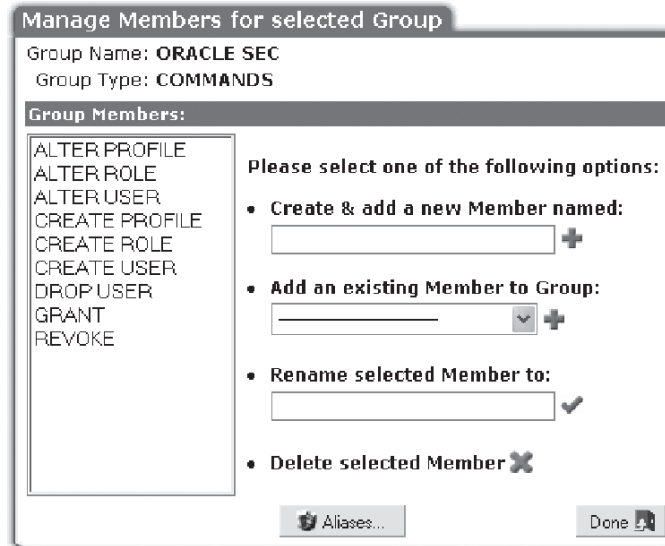 Manage Members for selected Group
Group Name: ORACLE SEC
Group Type: COMMANDS
Group Members:
ALTER PROFILE
ALTER ROLE
ALTER USER
CREATE PROFILE
CREATE ROLE
CREATE USER
DROP USER
GRANT
REVOKE
Please select one of the following options:
• Create & add a new Member named:
• Add an existing Member to Group:
• Rename selected Member to:
• Delete selected Member
Aliases...
Done